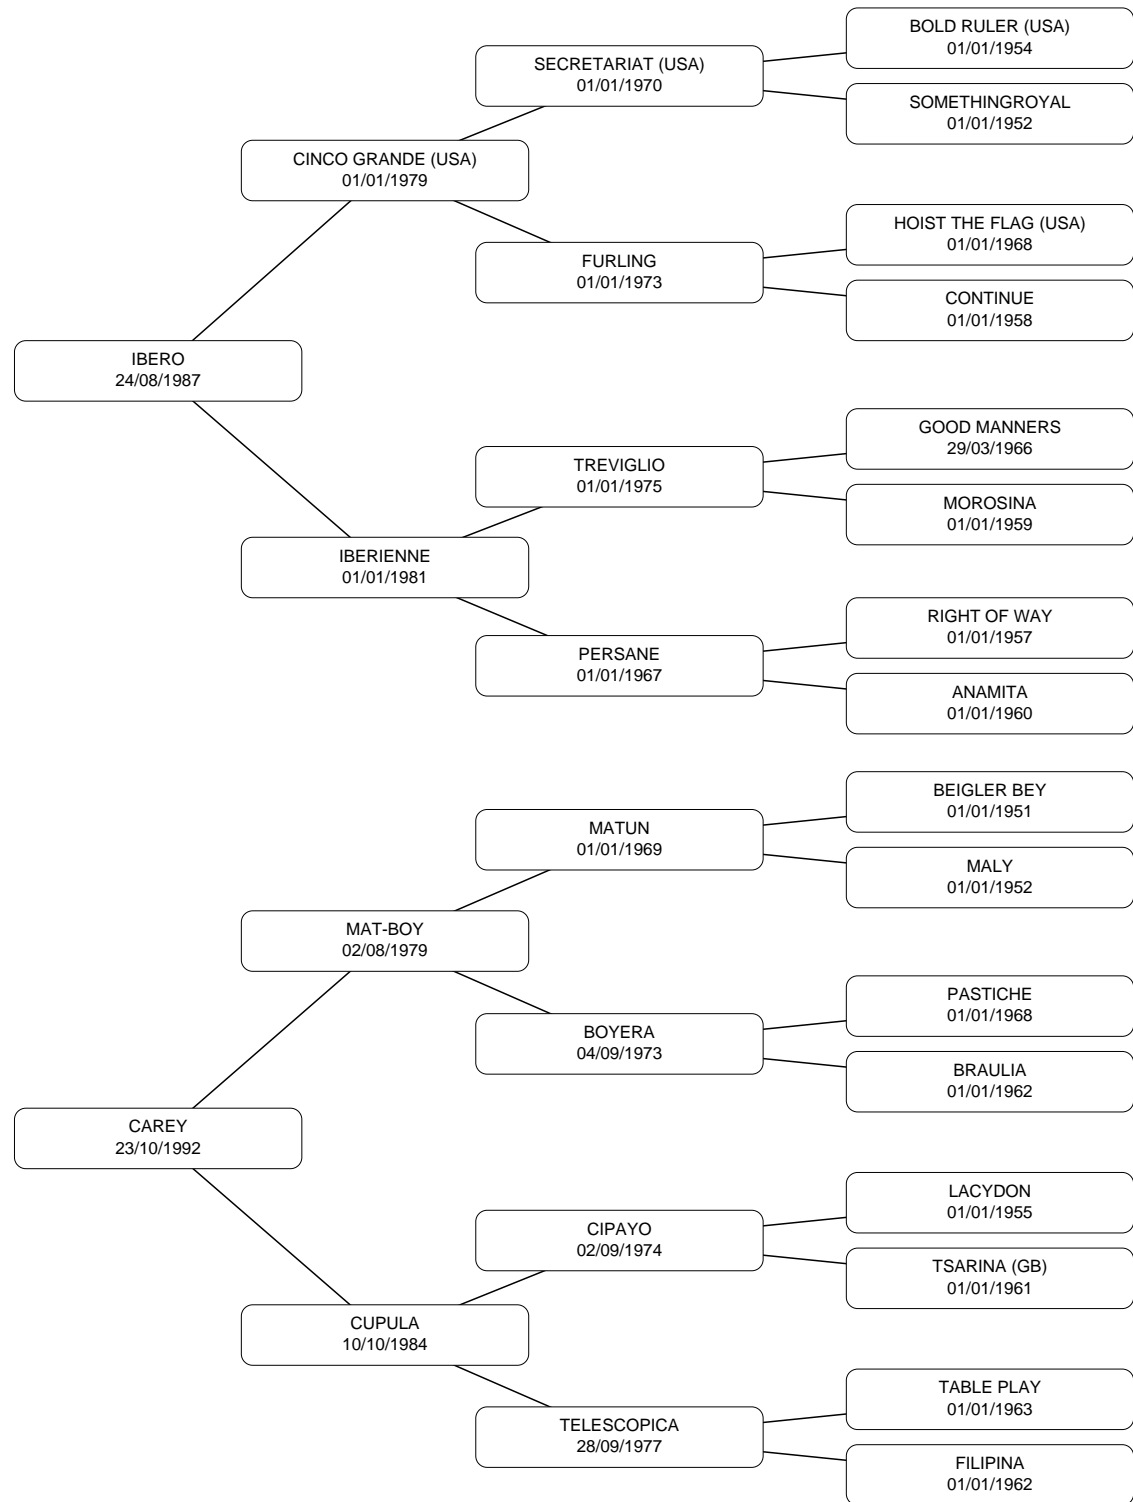 BOLD RULER (USA)
01/01/1954
SECRETARIAT (USA)
01/01/1970
SOMETHINGROYAL
01/01/1952
CINCO GRANDE (USA)
01/01/1979
HOIST THE FLAG (USA)
01/01/1968
FURLING
01/01/1973
CONTINUE
01/01/1958
IBERO
24/08/1987
GOOD MANNERS
29/03/1966
TREVIGLIO
01/01/1975
MOROSINA
01/01/1959
IBERIENNE
01/01/1981
RIGHT OF WAY
01/01/1957
PERSANE
01/01/1967
ANAMITA
01/01/1960
BEIGLER BEY
01/01/1951
MATUN
01/01/1969
MALY
01/01/1952
MAT-BOY
02/08/1979
PASTICHE
01/01/1968
BOYERA
04/09/1973
BRAULIA
01/01/1962
CAREY
23/10/1992
LACYDON
01/01/1955
CIPAYO
02/09/1974
TSARINA (GB)
01/01/1961
CUPULA
10/10/1984
TABLE PLAY
01/01/1963
TELESCOPICA
28/09/1977
FILIPINA
01/01/1962